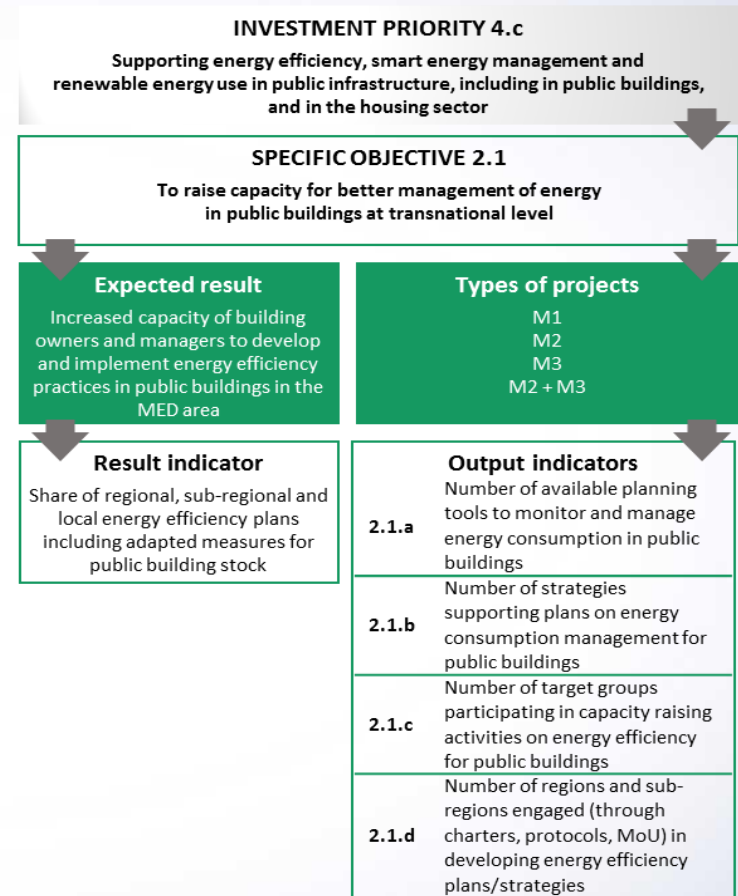 INVESTMENT PRIORITY 4.c
Supporting energy efficiency, smart energy management and
renewable energy use in public infrastructure, including in public buildings,
and in the housing sector
SPECIFIC OBJECTIVE 2.1
To raise capacity for better management of energy
in public buildings at transnational level
Expected result
Increased capacity of building
owners and managers to develop
and implement energy efficiency
practices in public buildings in the
MED area
Types of projects
M1
M2
M3
M2 + M3
Result indicator
Share of regional, sub-regional and
local energy efficiency plans
including adapted measures for
public building stock
Output indicators
2.1.a
Number of available planning
tools to monitor and manage
energy consumption in public
buildings
2.1.b
Number of strategies
supporting plans on energy
consumption management for
public buildings
2.1.c
Number of target groups
participating in capacity raising
activities on energy efficiency
for public buildings
2.1.d
Number of regions and sub-
regions engaged (through
charters, protocols, MoU) in
developing energy efficiency
plans/strategies